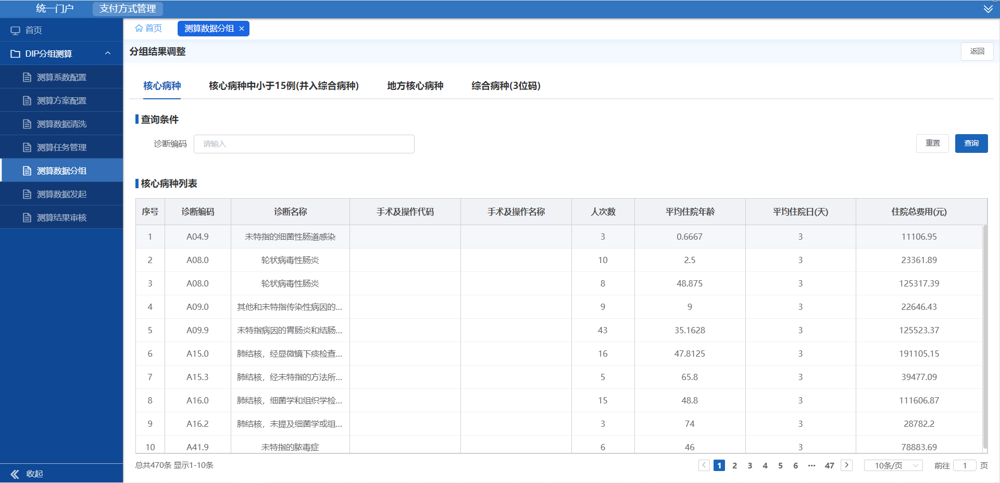 统一门户 支付方式管理
首页
DIP分组测算
测算系数配置
测算方案配置
测算数据清洗
测算任务管理
测算数据分组
测算数据发起
测算结果审核
收起
首页 测算数据分组 ×
分组结果调整 返回
核心病种 核心病种中小于15例(并入综合病种) 地方核心病种 综合病种(3位码)
查询条件
诊断编码 请输入 重置 查询
核心病种列表
序号 诊断编码 诊断名称 手术及操作代码 手术及操作名称 人次数 平均住院年龄 平均住院日(天) 住院总费用(元)
1 A04.9 未特指的细菌性肠道感染 3 0.6667 3 11106.95
2 A08.0 轮状病毒性肠炎 10 2.5 3 23361.89
3 A08.0 轮状病毒性肠炎 8 48.875 3 125317.39
4 A09.0 其他和未特指传染性病因的... 9 9 3 22646.43
5 A09.9 未特指病因的胃肠炎和结肠... 43 35.1628 3 125523.37
6 A15.0 肺结核，经显微镜下痰检查... 16 47.8125 3 191105.15
7 A15.3 肺结核，经未特指的方法所... 5 65.8 3 39477.09
8 A16.0 肺结核，细菌学和组织学检... 15 48.8 3 111606.87
9 A16.2 肺结核，未提及细菌学或组... 3 74 3 28782.2
10 A41.9 未特指的脓毒症 6 46 3 78883.69
总共470条 显示1-10条 < 1 2 3 4 5 6 ··· 47 > 10条/页 前往 1 页